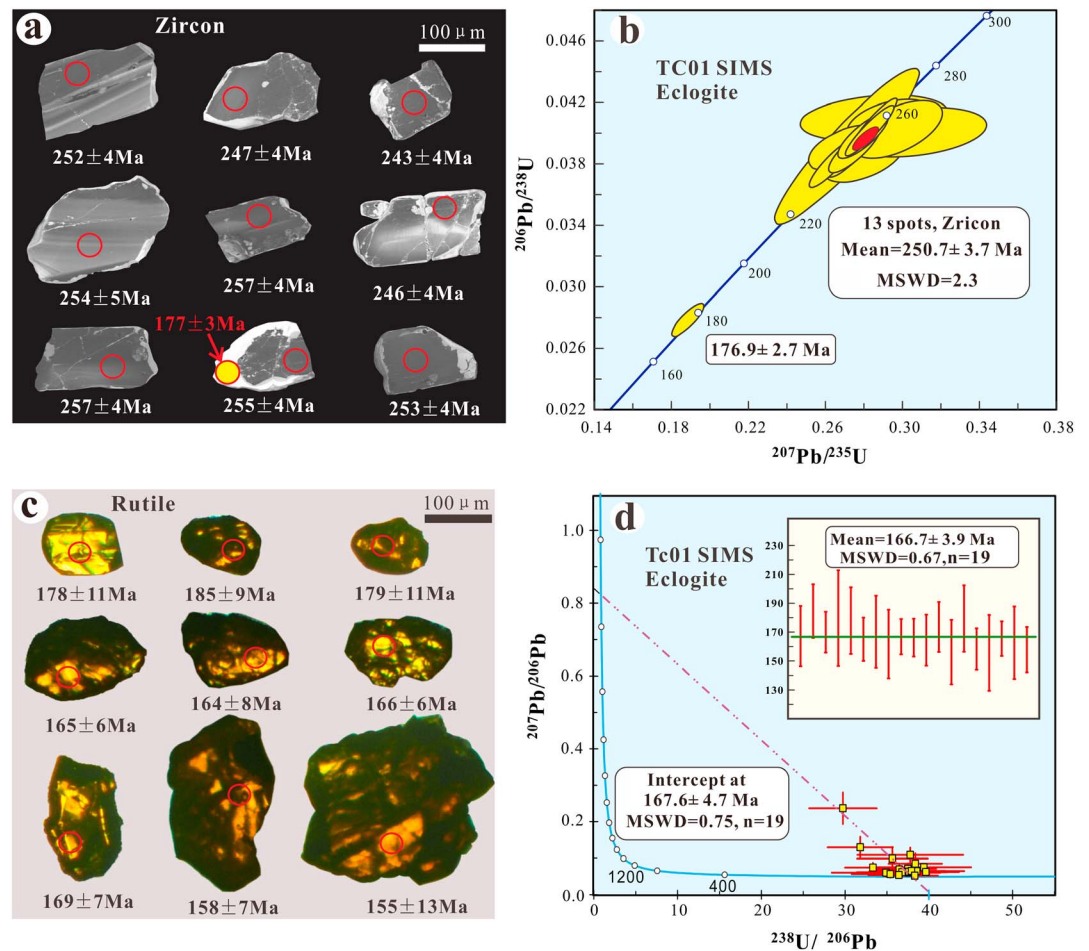 a
Zircon
100 μm
252±4Ma
247±4Ma
243±4Ma
254±5Ma
257±4Ma
246±4Ma
177±3Ma
257±4Ma
255±4Ma
253±4Ma
b
TC01 SIMS
Eclogite
300
280
260
220
200
180
160
13 spots, Zricon
Mean=250.7± 3.7 Ma
MSWD=2.3
176.9± 2.7 Ma
0.046
0.042
0.038
0.034
0.030
0.026
0.022
0.14
0.18
0.22
0.26
0.30
0.34
0.38
²⁰⁶Pb/²³⁸U
²⁰⁷Pb/²³⁵U
c
Rutile
100 μm
178±11Ma
185±9Ma
179±11Ma
165±6Ma
164±8Ma
166±6Ma
169±7Ma
158±7Ma
155±13Ma
d
Tc01 SIMS
Eclogite
Mean=166.7± 3.9 Ma
MSWD=0.67,n=19
230
210
190
170
150
130
Intercept at
167.6± 4.7 Ma
MSWD=0.75, n=19
1200
400
1.0
0.8
0.6
0.4
0.2
0.0
0
10
20
30
40
50
²⁰⁷Pb/²⁰⁶Pb
²³⁸U/ ²⁰⁶Pb